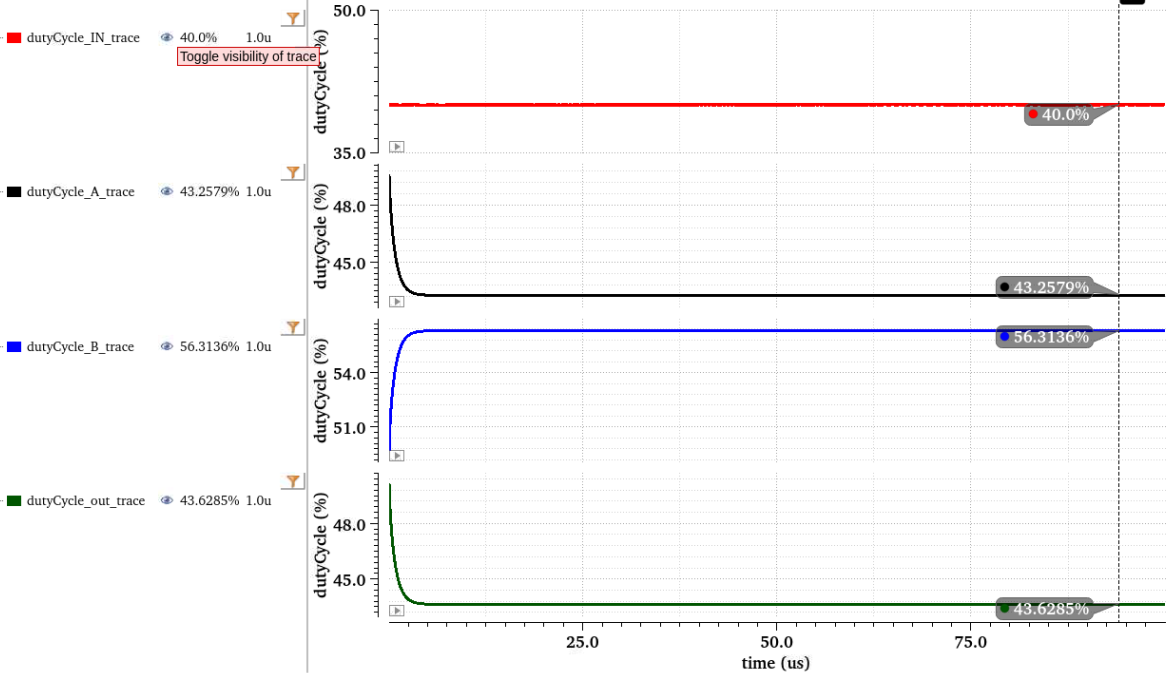 dutyCycle_IN_trace 40.0% 1.0u
Toggle visibility of trace
dutyCycle (%)
50.0
35.0
40.0%
dutyCycle_A_trace 43.2579% 1.0u
dutyCycle (%)
48.0
45.0
43.2579%
dutyCycle_B_trace 56.3136% 1.0u
dutyCycle (%)
54.0
51.0
56.3136%
dutyCycle_out_trace 43.6285% 1.0u
dutyCycle (%)
48.0
45.0
43.6285%
25.0 50.0 75.0
time (us)